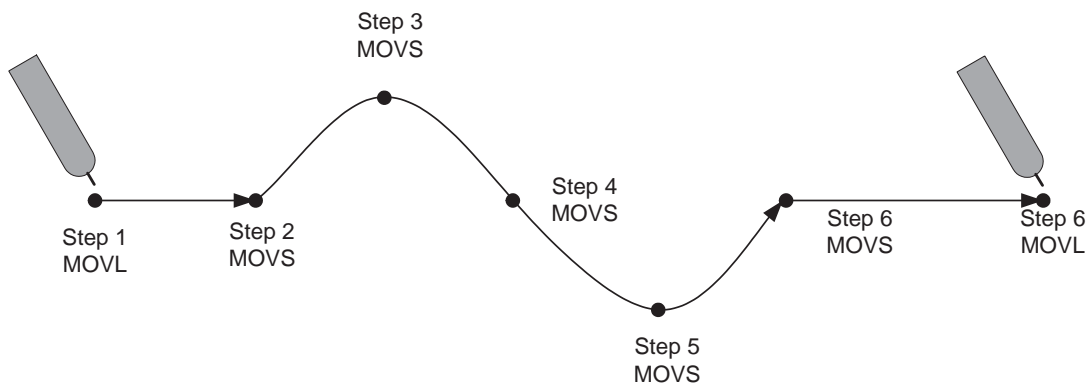 Step 3
MOVS
Step 4
MOVS
Step 1
MOVL
Step 2
MOVS
Step 6
MOVS
Step 6
MOVL
Step 5
MOVS